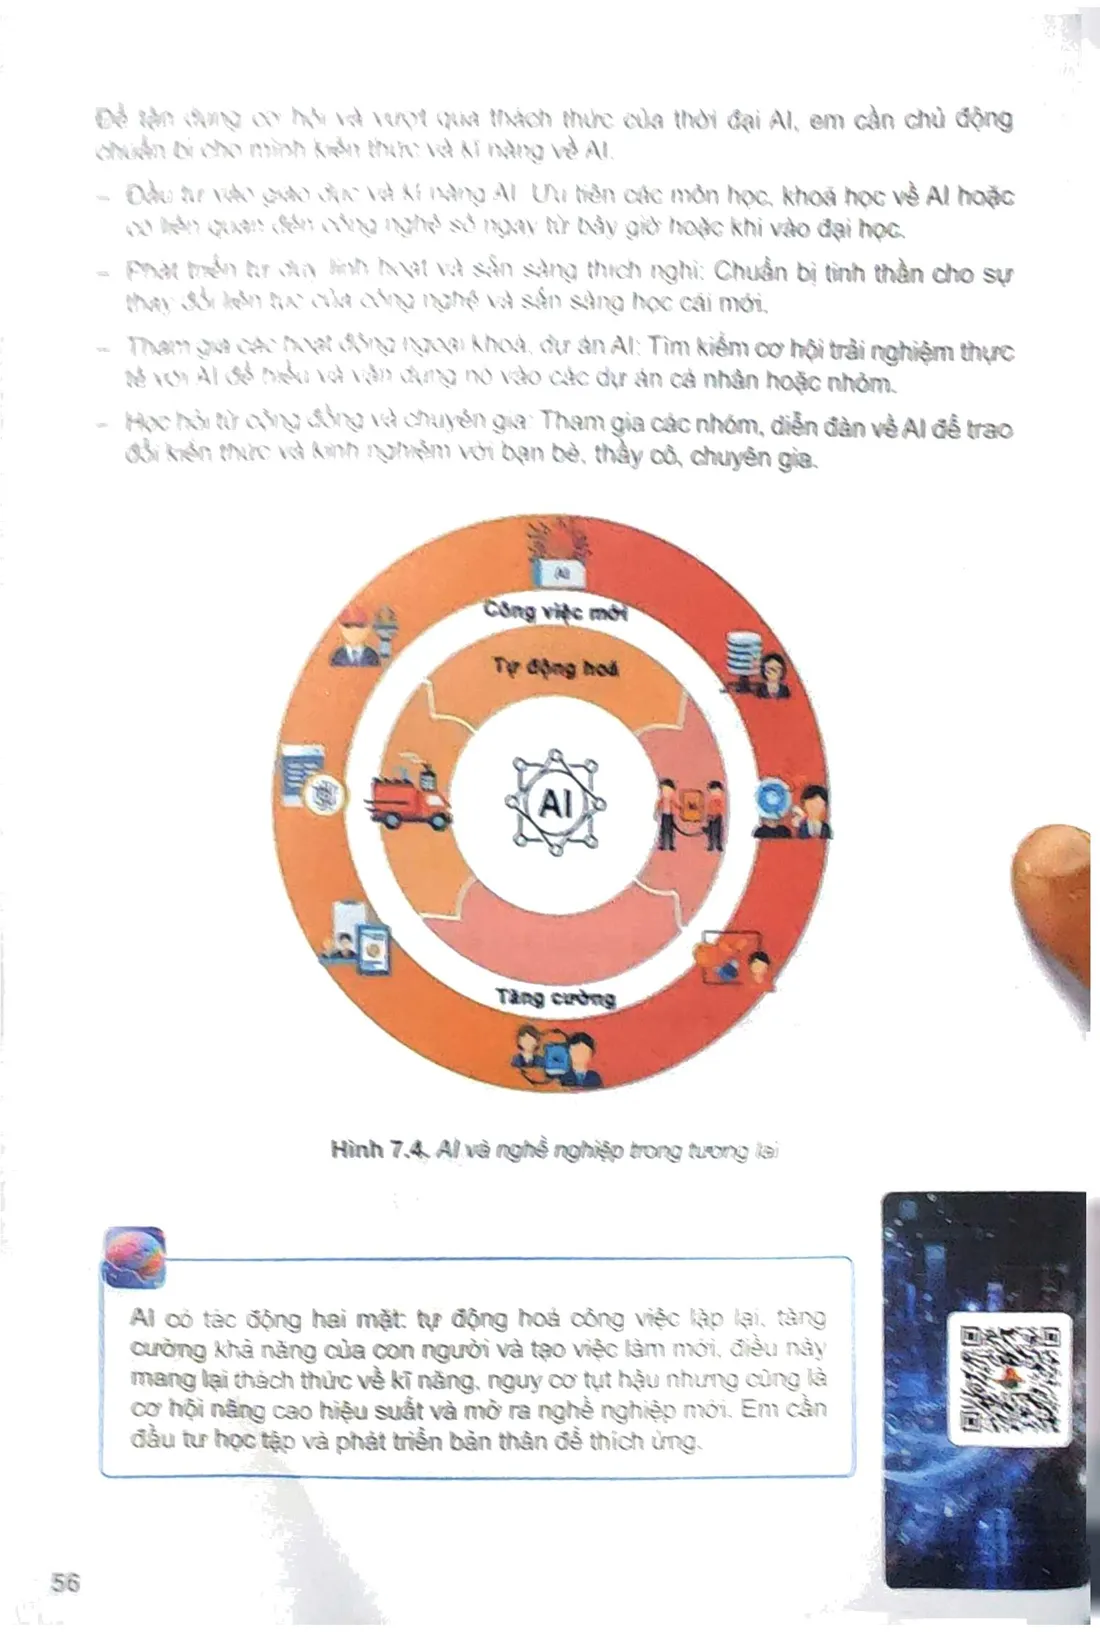 Để tận dụng cơ hội và vượt qua thách thức của thời đại AI, em cần chủ động
chuẩn bị cho mình kiến thức và kĩ năng về AI.
– Đầu tư vào giáo dục và kĩ năng AI: Ưu tiên các môn học, khoá học về AI hoặc
có liên quan đến công nghệ số ngay từ bây giờ hoặc khi vào đại học.
– Phát triển tư duy linh hoạt và sẵn sàng thích nghi: Chuẩn bị tinh thần cho sự
thay đổi liên tục của công nghệ và sẵn sàng học cái mới.
– Tham gia các hoạt động ngoại khoá, dự án AI: Tìm kiếm cơ hội trải nghiệm thực
tế với AI để hiểu và vận dụng nó vào các dự án cá nhân hoặc nhóm.
– Học hỏi từ cộng đồng và chuyên gia: Tham gia các nhóm, diễn đàn về AI để trao
đổi kiến thức và kinh nghiệm với bạn bè, thầy cô, chuyên gia.
AI
Công việc mới
Tự động hoá
AI
Tăng cường
Hình 7.4. AI và nghề nghiệp trong tương lai
AI có tác động hai mặt: tự động hoá công việc lặp lại, tăng
cường khả năng của con người và tạo việc làm mới, điều này
mang lại thách thức về kĩ năng, nguy cơ tụt hậu nhưng cũng là
cơ hội nâng cao hiệu suất và mở ra nghề nghiệp mới. Em cần
đầu tư học tập và phát triển bản thân để thích ứng.
56